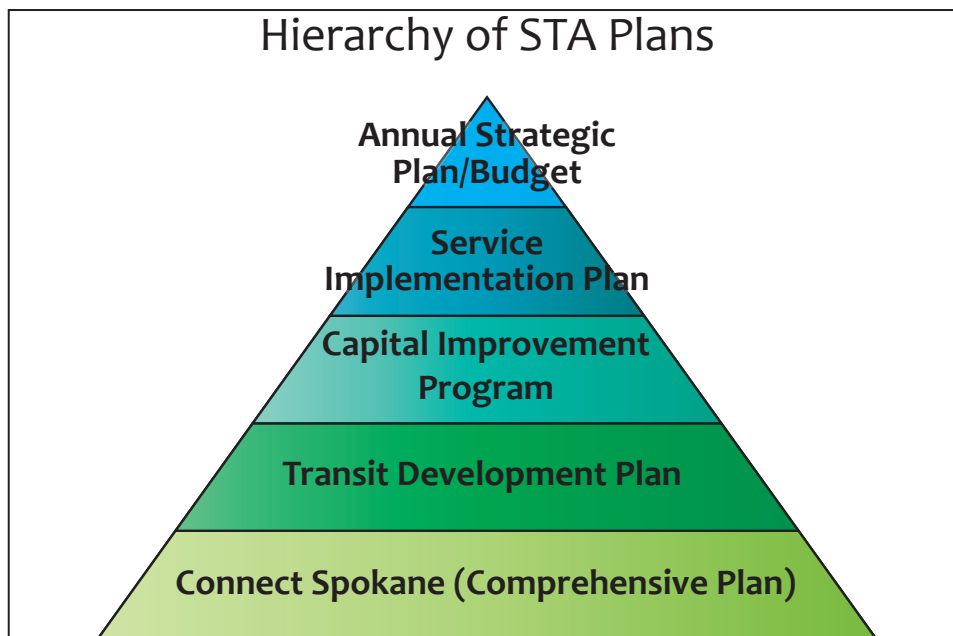 Hierarchy of STA Plans
Annual Strategic
Plan/Budget
Service
Implementation Plan
Capital Improvement
Program
Transit Development Plan
Connect Spokane (Comprehensive Plan)